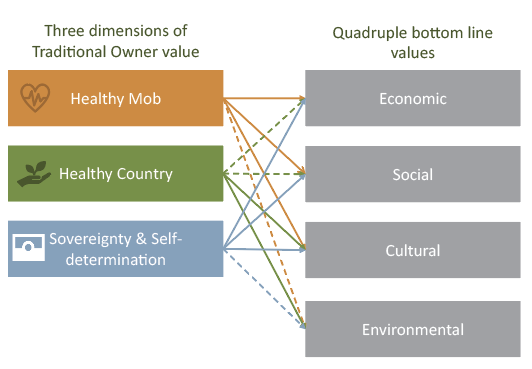 Three dimensions of
Traditional Owner value
Quadruple bottom line
values
Healthy Mob
Economic
Healthy Country
Social
Sovereignty & Self-
determination
Cultural
Environmental